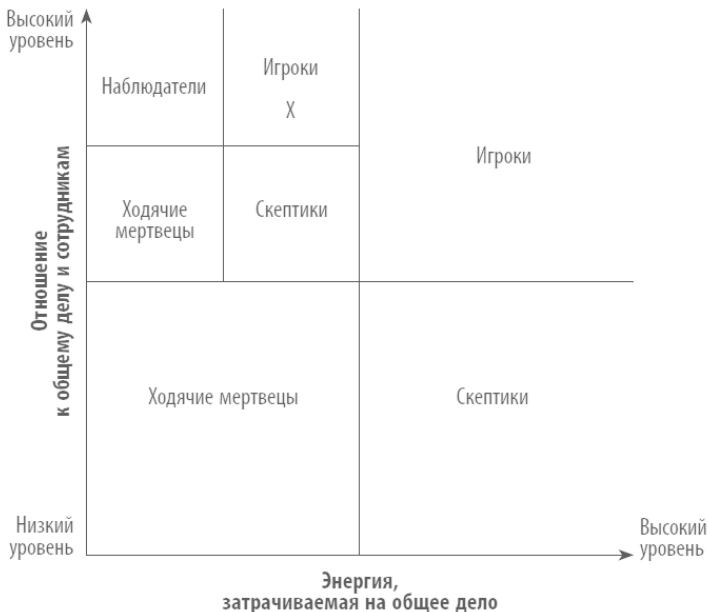 Высокий
уровень
Наблюдатели
Игроки
X
Игроки
Ходячие
мертвецы
Скептики
Отношение
к общему делу и сотрудникам
Ходячие мертвецы
Скептики
Низкий
уровень
Высокий
уровень
Энергия,
затрачиваемая на общее дело